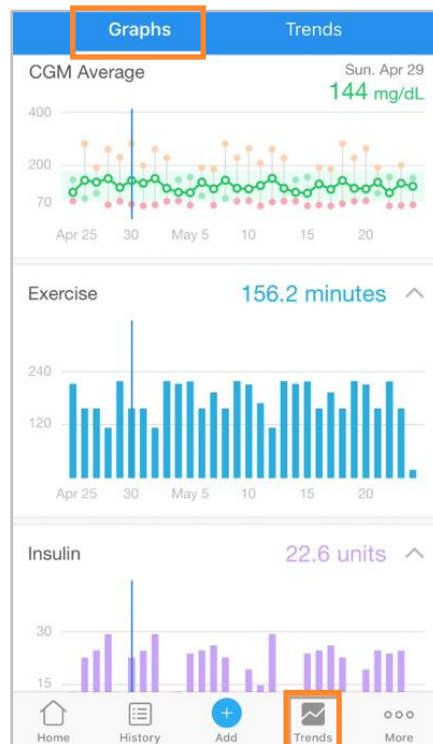 Graphs Trends
CGM Average Sun. Apr 29
144 mg/dL
400
200
70
Apr 25 30 May 5 10 15 20
Exercise 156.2 minutes
240
120
Apr 25 30 May 5 10 15 20
Insulin 22.6 units
30
15
Home History Add Trends More